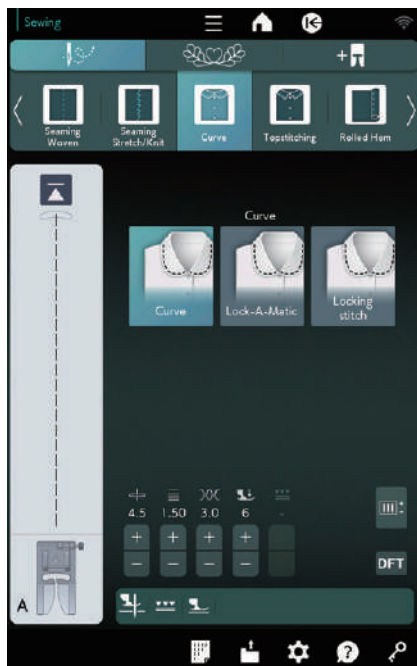 Sewing
Seaming
Woven
Seaming
Stretch/Knit
Curve
Topstitching
Rolled Hem
Curve
Curve
Lock-A-Matic
Locking
stitch
4.5 1.50 3.0 6 -
+ + + +
− − − −
DFT
A